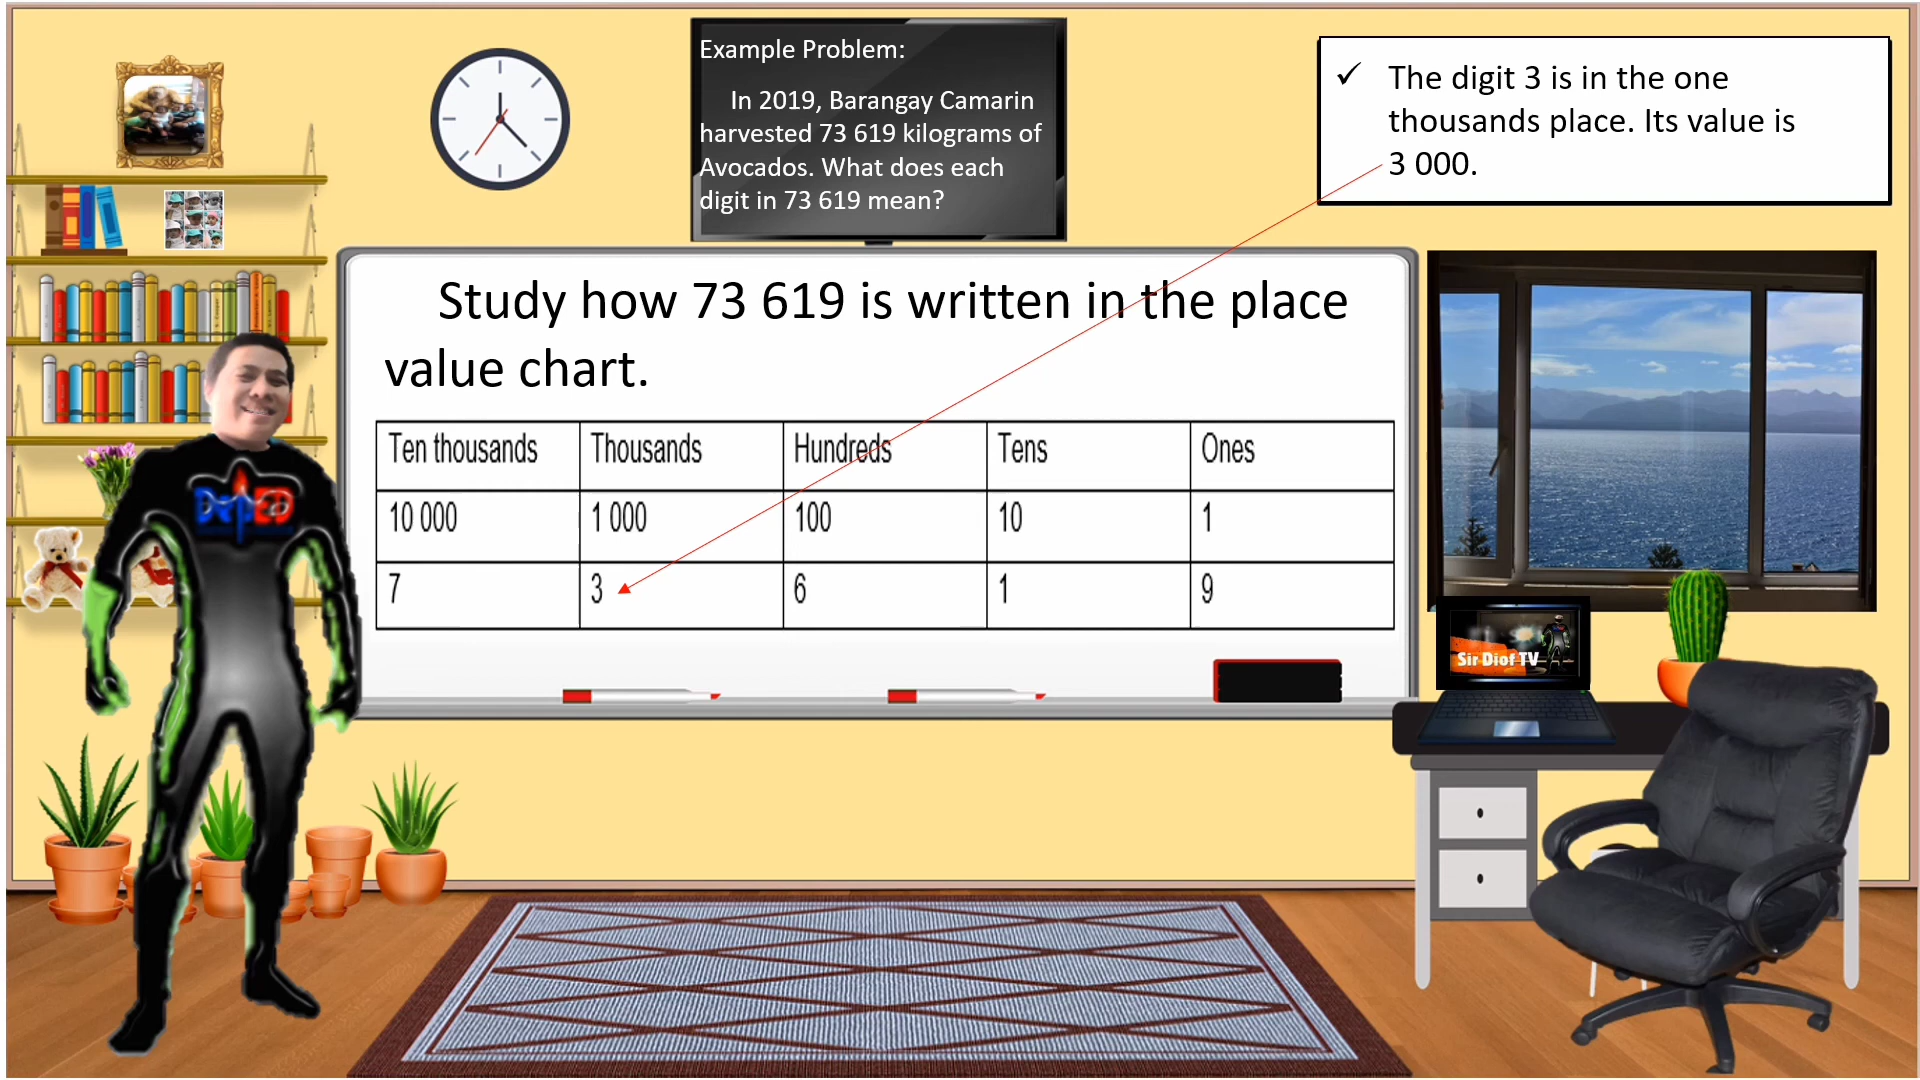 Example Problem:
In 2019, Barangay Camarin
harvested 73 619 kilograms of
Avocados. What does each
digit in 73 619 mean?
✓ The digit 3 is in the one
thousands place. Its value is
3 000.
Study how 73 619 is written in the place
value chart.
Ten thousands Thousands Hundreds Tens Ones
10 000 1 000 100 10 1
7 3 6 1 9
DepED
Sir Diof TV